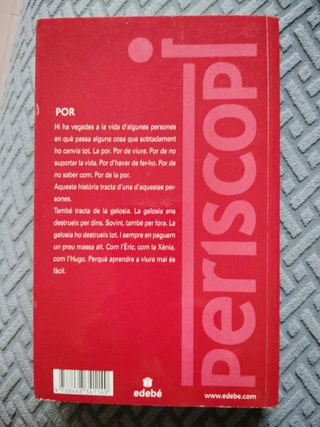 POR
Hi ha vegades a la vida d'algunes persones
en què passa alguna cosa que sobtadament
ho canvia tot. La por. Por de viure. Por de no
suportar la vida. Por d'haver de fer-ho. Por de
no saber com. Por de la por.
Aquesta història tracta d'una d'aquestes per-
sones.
També tracta de la gelosia. La gelosia ens
destrueix per dins. Sovint, també per fora. La
gelosia ho destrueix tot. I sempre en paguem
un preu massa alt. Com l'Èric, com la Xènia,
com l'Hugo. Perquè aprendre a viure mai és
fàcil.
periscopi
edebé
www.edebe.com